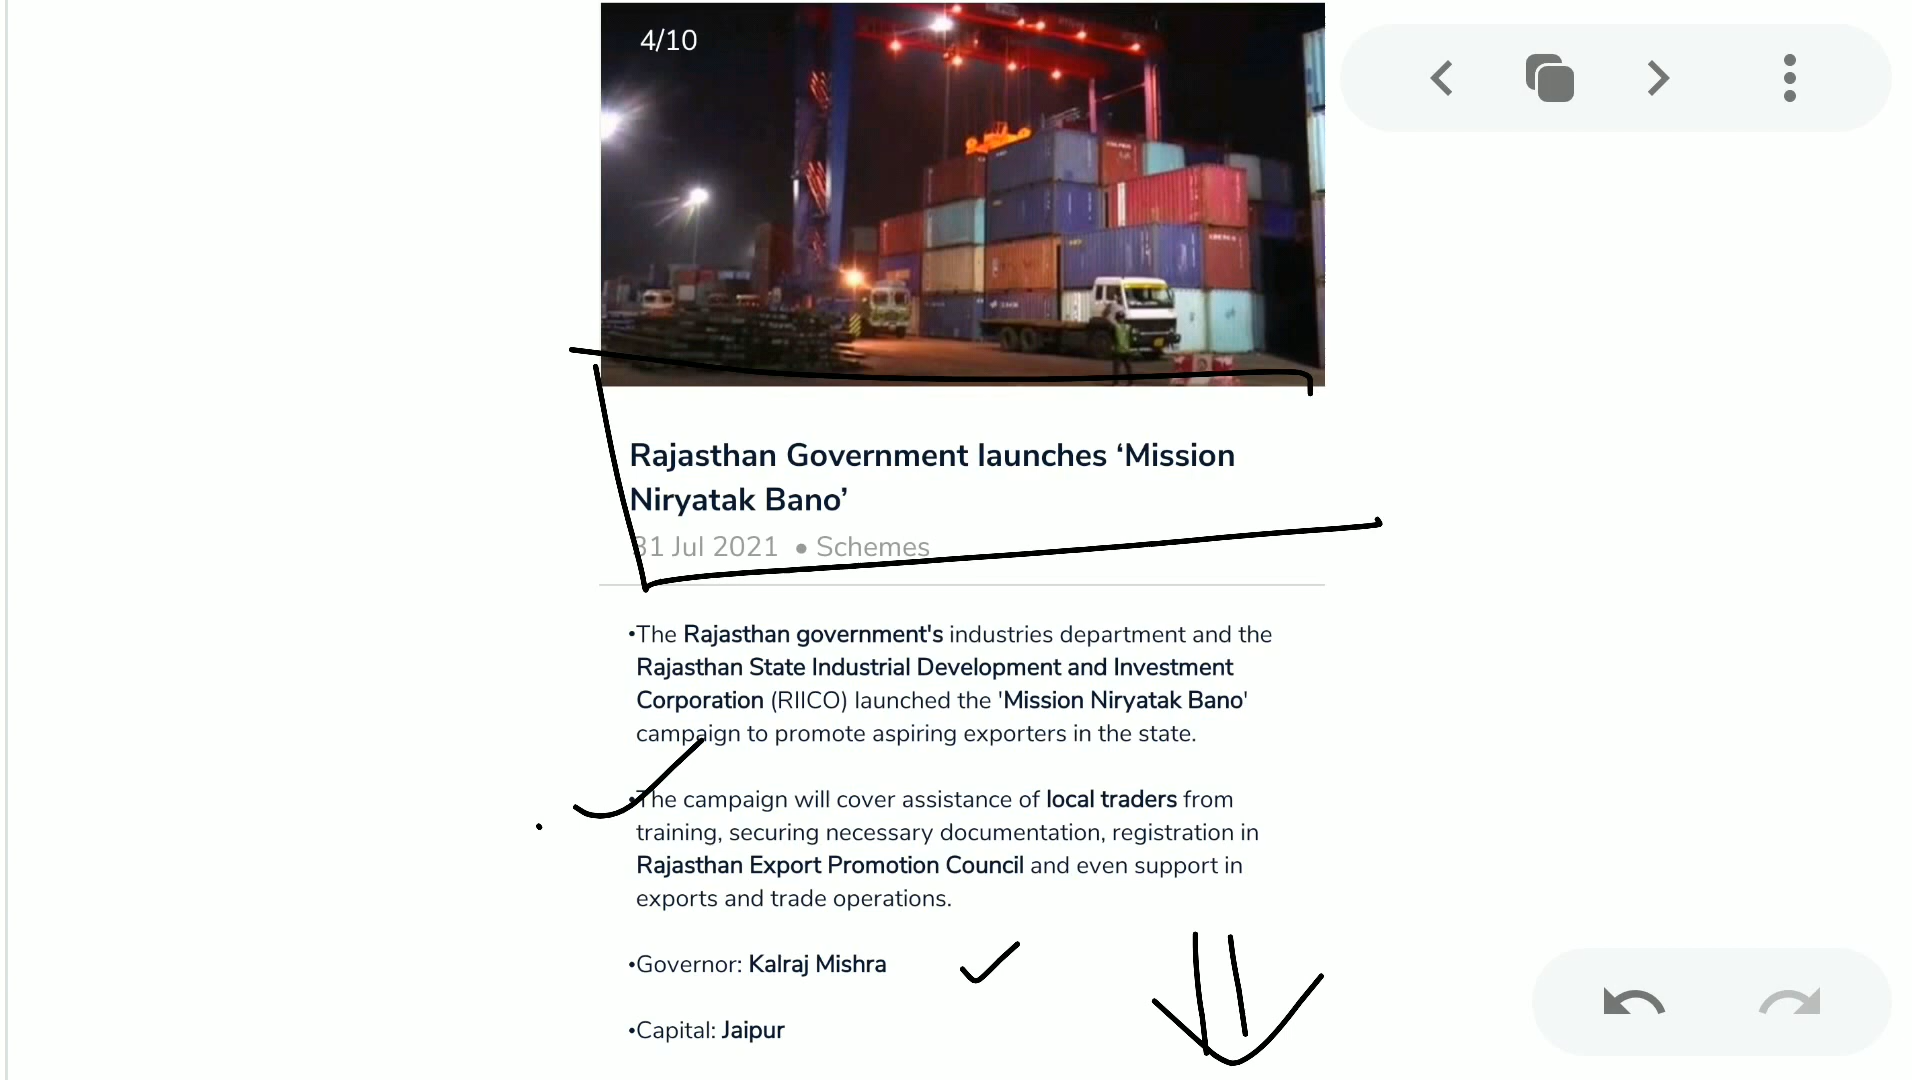 4/10
Rajasthan Government launches ‘Mission
Niryatak Bano’
31 Jul 2021 • Schemes
•The Rajasthan government's industries department and the
Rajasthan State Industrial Development and Investment
Corporation (RIICO) launched the 'Mission Niryatak Bano'
campaign to promote aspiring exporters in the state.
•The campaign will cover assistance of local traders from
training, securing necessary documentation, registration in
Rajasthan Export Promotion Council and even support in
exports and trade operations.
•Governor: Kalraj Mishra
•Capital: Jaipur